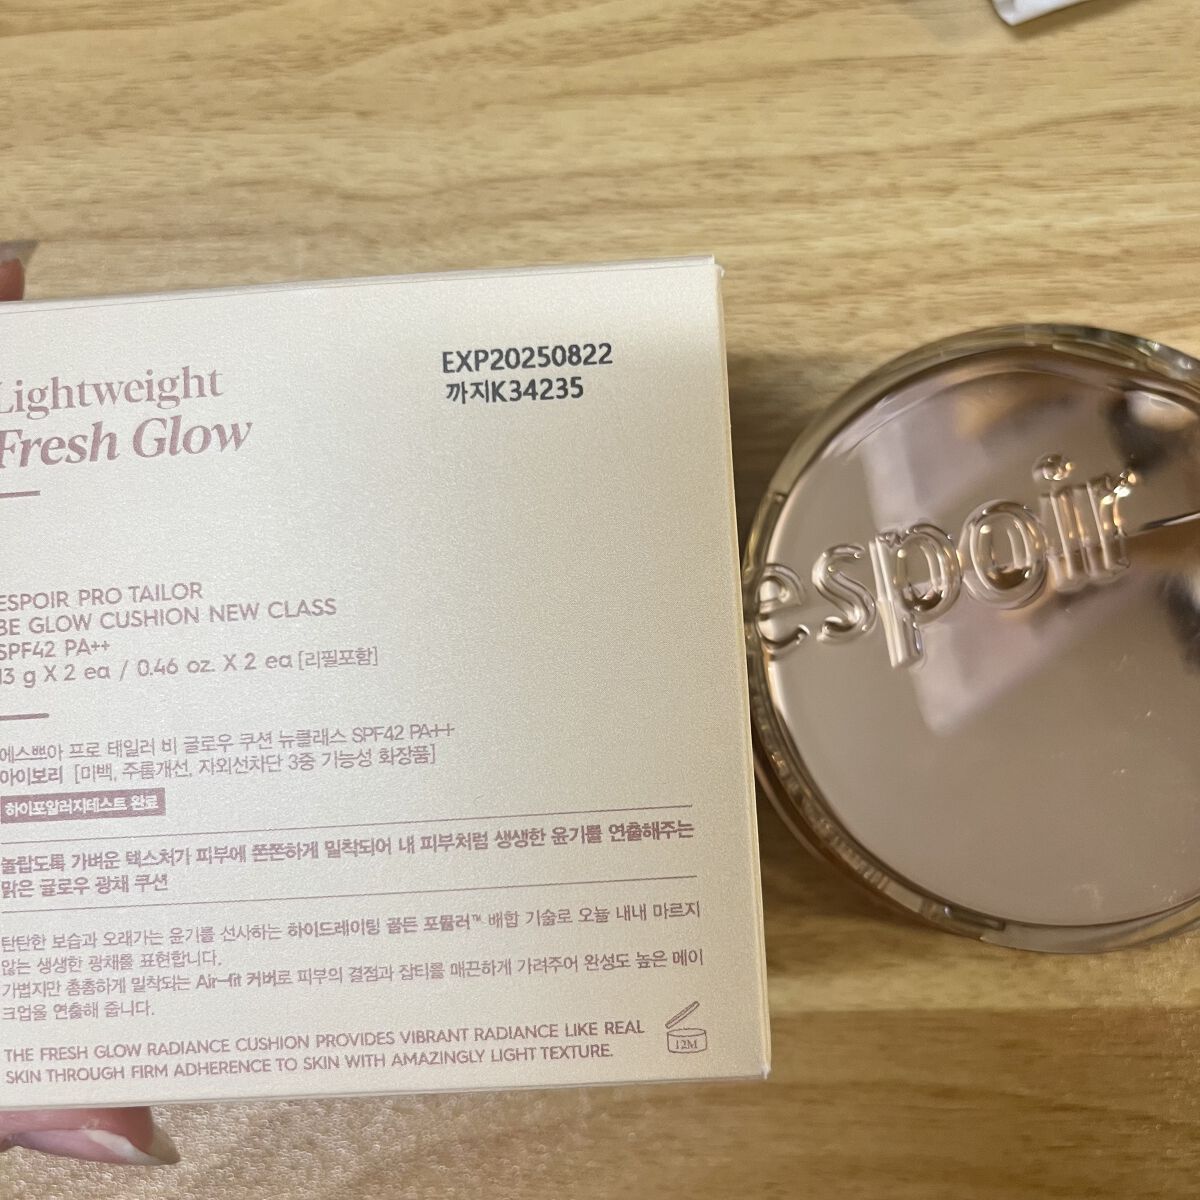 Lightweight
Fresh Glow
EXP20250822
까지K34235
ESPOIR PRO TAILOR
BE GLOW CUSHION NEW CLASS
SPF42 PA++
13 g X 2 ea / 0.46 oz. X 2 ea [리필포함]
에스쁘아 프로 테일러 비 글로우 쿠션 뉴클래스 SPF42 PA++
아이보리 [미백, 주름개선, 자외선차단 3중 기능성 화장품]
하이포알러지테스트 완료
놀랍도록 가벼운 텍스처가 피부에 쫀쫀하게 밀착되어 내 피부처럼 생생한 윤기를 연출해주는
맑은 글로우 광채 쿠션
탄탄한 보습과 오래가는 윤기를 선사하는 하이드레이팅 골든 포뮬러™ 배합 기술로 오늘 내내 마르지
않는 생생한 광채를 표현합니다.
가볍지만 촘촘하게 밀착되는 Air-fit 커버로 피부의 결점과 잡티를 매끈하게 가려주어 완성도 높은 메이
크업을 연출해 줍니다.
THE FRESH GLOW RADIANCE CUSHION PROVIDES VIBRANT RADIANCE LIKE REAL
SKIN THROUGH FIRM ADHERENCE TO SKIN WITH AMAZINGLY LIGHT TEXTURE.
12M
espoir